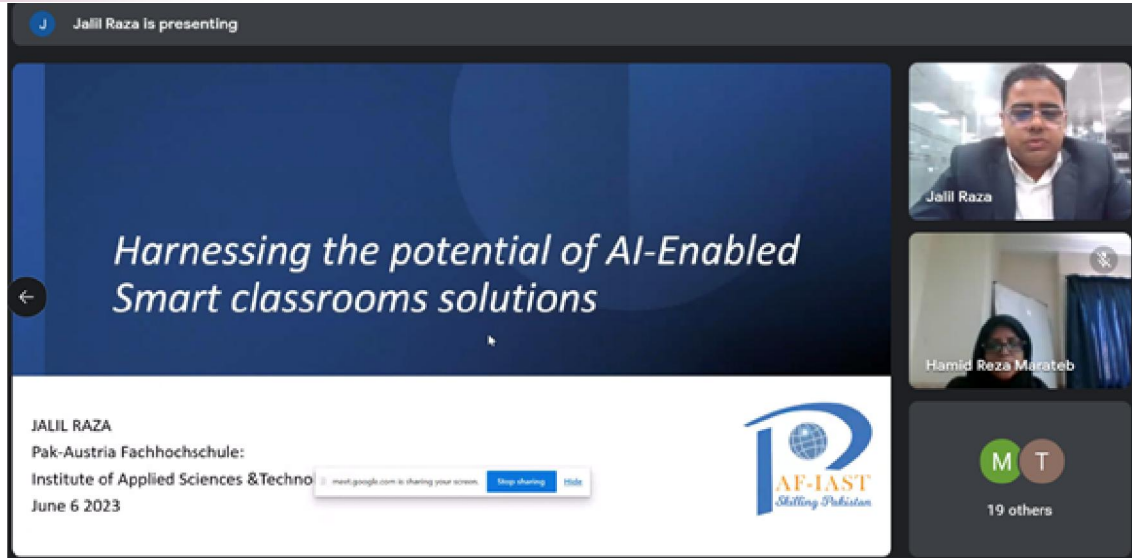 J
Jalil Raza is presenting
Harnessing the potential of AI-Enabled
Smart classrooms solutions
JALIL RAZA
Pak-Austria Fachhochschule:
Institute of Applied Sciences &Techno
June 6 2023
meet.google.com is sharing your screen.
Stop sharing
Hide
AF-IAST
Skilling Pakistan
Jalil Raza
Hamid Reza Marateb
M
T
19 others